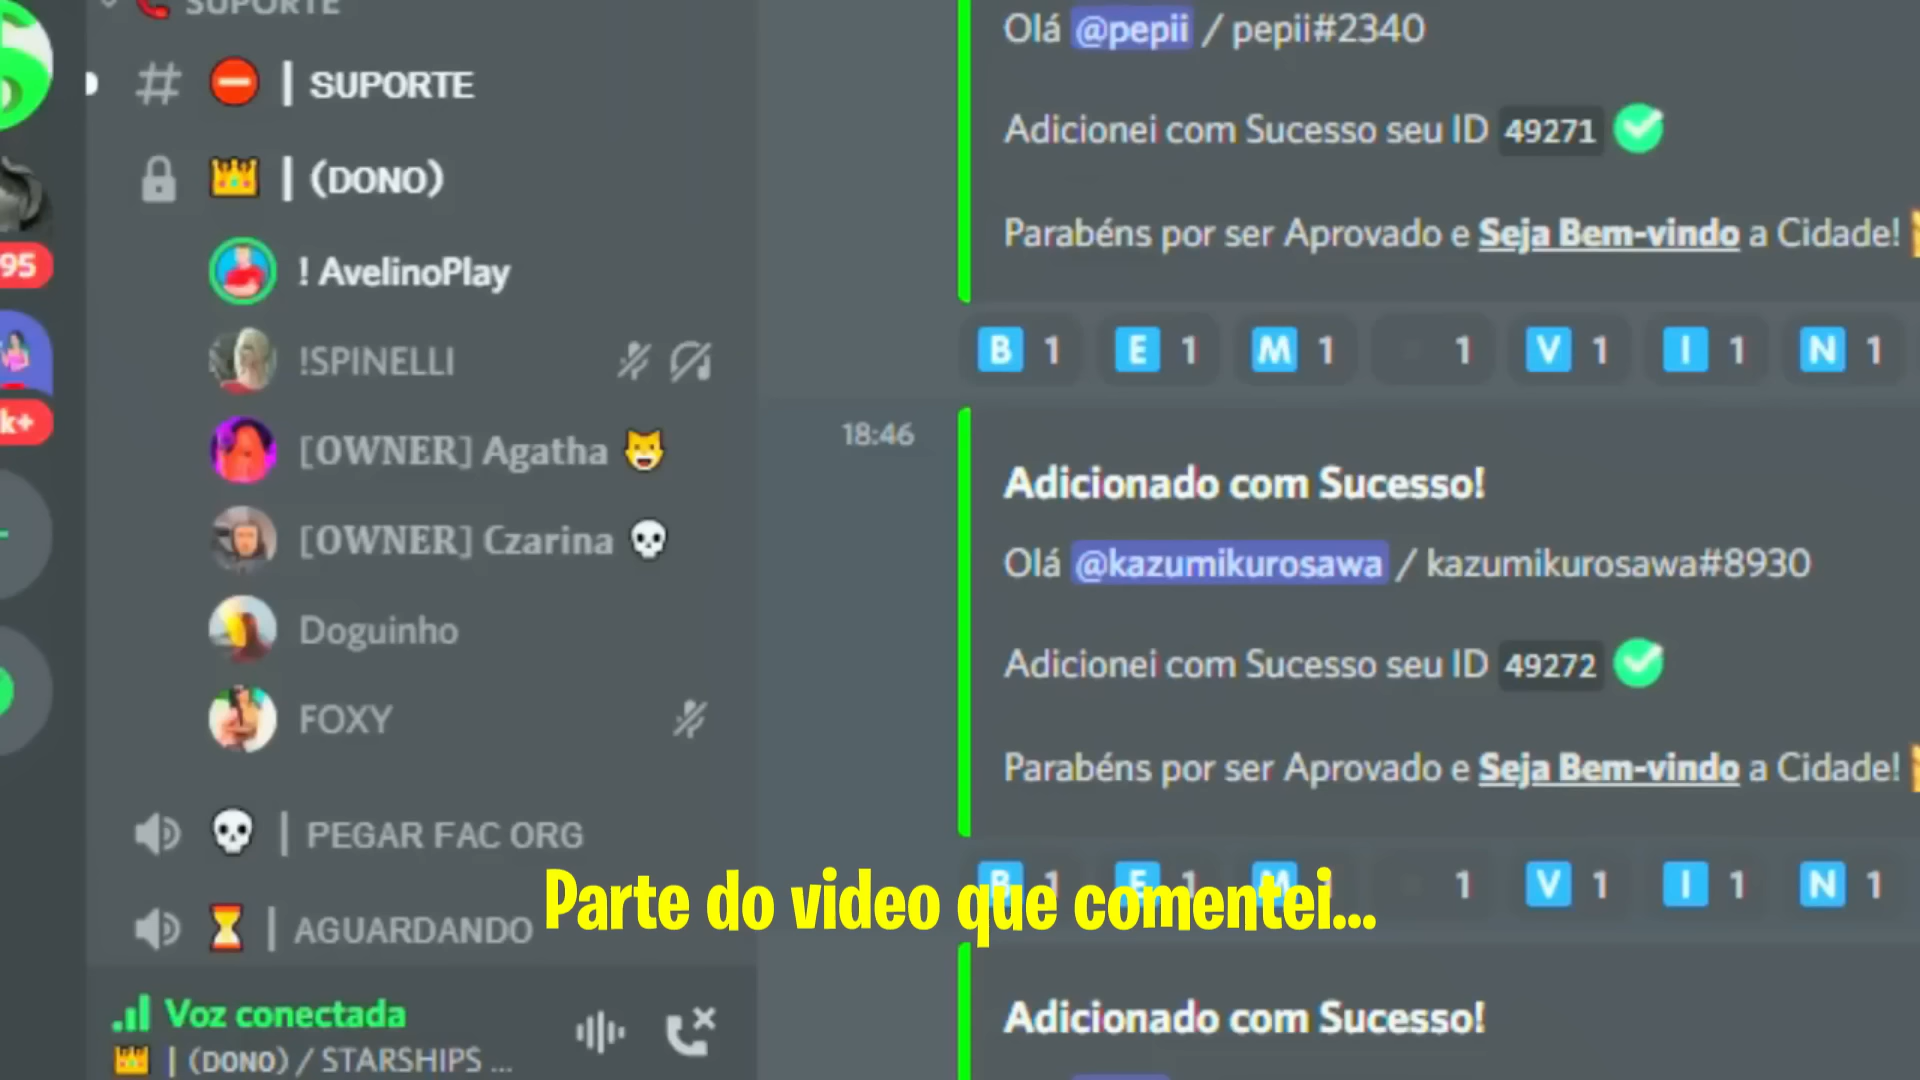 SUPORTE
| SUPORTE
| (DONO)
! AvelinoPlay
!SPINELLI
[OWNER] Agatha
[OWNER] Czarina
Doguinho
FOXY
| PEGAR FAC ORG
| AGUARDANDO
Voz conectada
| (DONO) / STARSHIPS ...
95
k+
Olá @pepii / pepii#2340
Adicionei com Sucesso seu ID 49271
Parabéns por ser Aprovado e Seja Bem-vindo a Cidade!
B 1 E 1 M 1 1 V 1 I 1 N 1
18:46
Adicionado com Sucesso!
Olá @kazumikurosawa / kazumikurosawa#8930
Adicionei com Sucesso seu ID 49272
Parabéns por ser Aprovado e Seja Bem-vindo a Cidade!
B 1 E 1 M 1 1 V 1 I 1 N 1
Parte do video que comentei...
Adicionado com Sucesso!